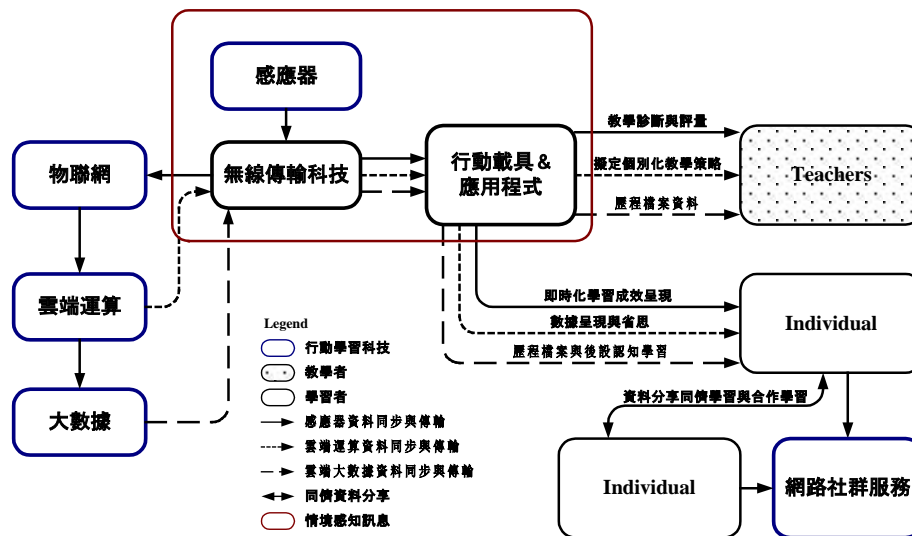 感應器
物聯網
無線傳輸科技
行動載具&
應用程式
教學診斷與評量
擬定個別化教學策略
歷程檔案資料
Teachers
雲端運算
大數據
即時化學習成效呈現
數據呈現與省思
歷程檔案與後設認知學習
Individual
資料分享同儕學習與合作學習
Individual
網路社群服務
Legend
行動學習科技
教學者
學習者
感應器資料同步與傳輸
雲端運算資料同步與傳輸
雲端大數據資料同步與傳輸
同儕資料分享
情境感知訊息